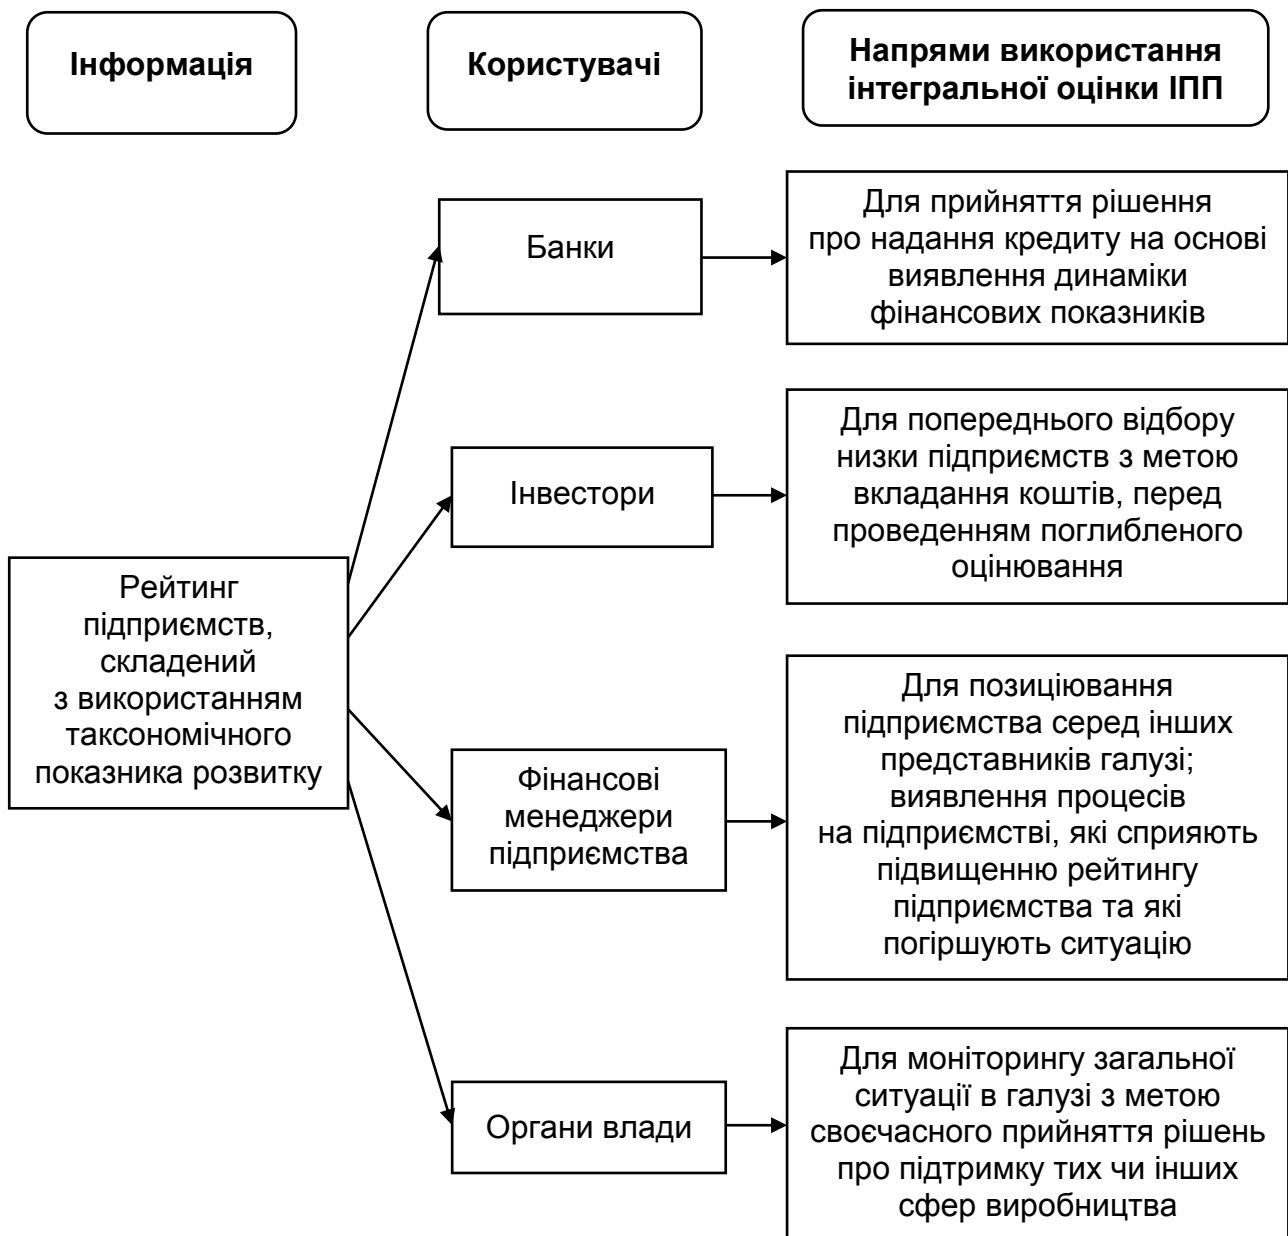 Інформація
Користувачі
Напрями використання
інтегральної оцінки ІПП
Банки
Для прийняття рішення
про надання кредиту на основі
виявлення динаміки
фінансових показників
Інвестори
Для попереднього відбору
низки підприємств з метою
вкладання коштів, перед
проведенням поглибленого
оцінювання
Рейтинг
підприємств,
складений
з використанням
таксономічного
показника розвитку
Фінансові
менеджери
підприємства
Для позиціювання
підприємства серед інших
представників галузі;
виявлення процесів
на підприємстві, які сприяють
підвищенню рейтингу
підприємства та які
погіршують ситуацію
Органи влади
Для моніторингу загальної
ситуації в галузі з метою
своєчасного прийняття рішень
про підтримку тих чи інших
сфер виробництва